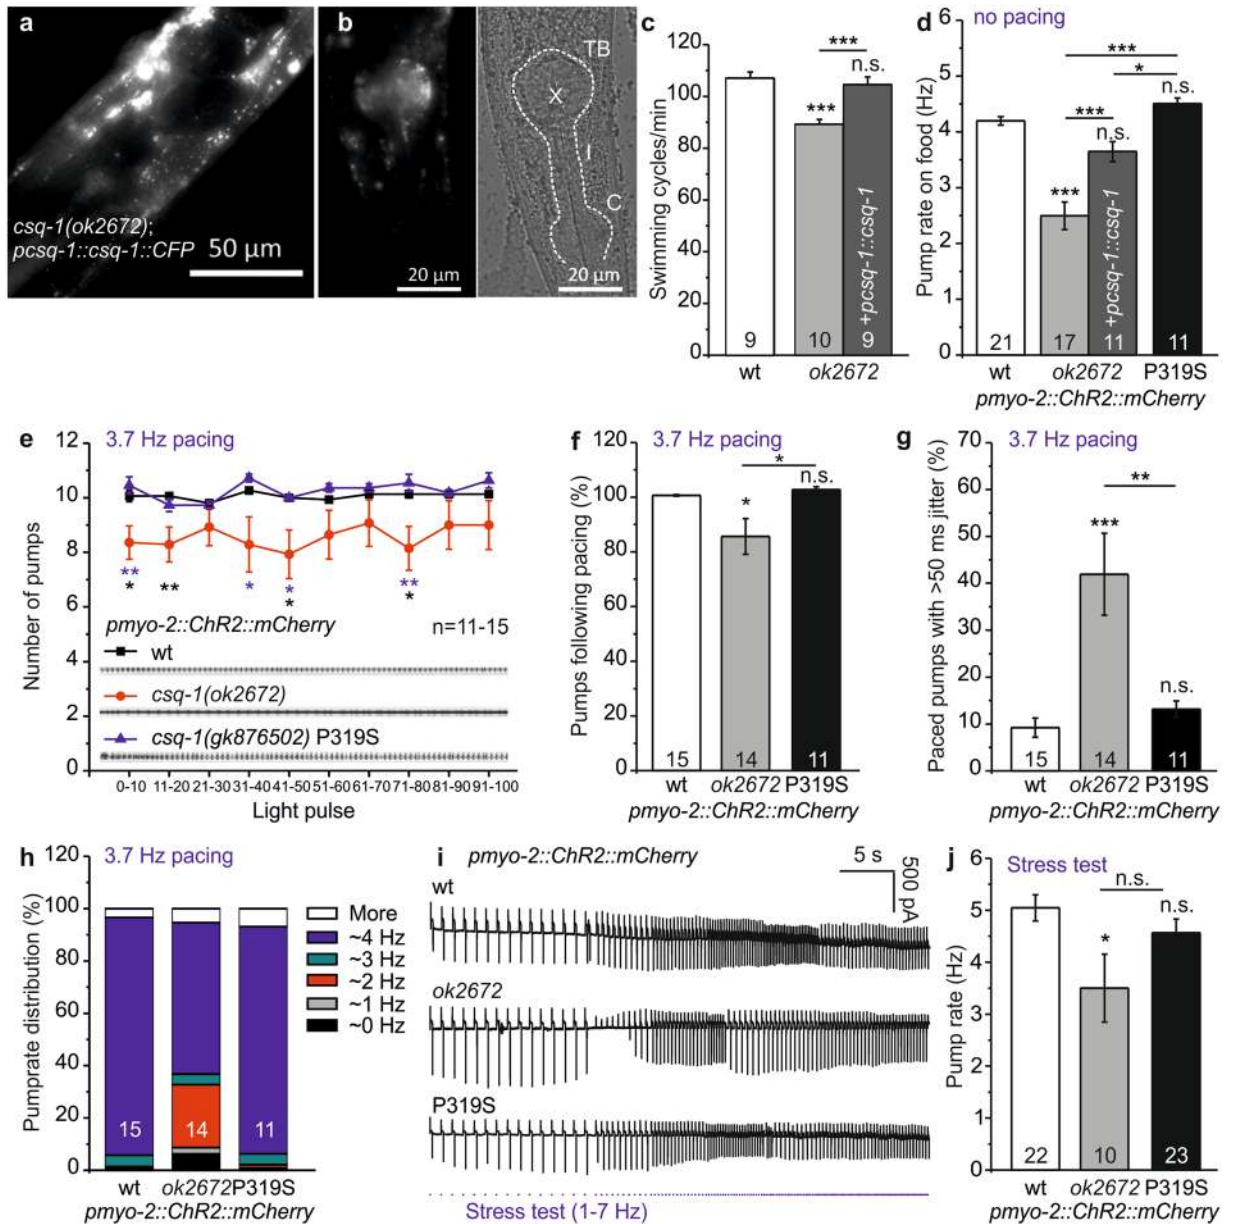 a
csq-1(ok2672);
pcsq-1::csq-1::CFP
50 µm
b
20 µm
TB
X
I
C
20 µm
c
Swimming cycles/min
120
100
80
60
40
20
0
***
n.s.
***
+pcsq-1::csq-1
9
10
9
wt
ok2672
d
no pacing
Pump rate on food (Hz)
6
5
4
3
2
1
0
***
*
n.s.
***
n.s.
***
+pcsq-1::csq-1
21
17
11
11
wt
ok2672
P319S
pmyo-2::ChR2::mCherry
e
3.7 Hz pacing
Number of pumps
12
10
8
6
4
2
0
**
*
**
*
*
*
**
*
pmyo-2::ChR2::mCherry
n=11-15
wt
csq-1(ok2672)
csq-1(gk876502) P319S
0-10 11-20 21-30 31-40 41-50 51-60 61-70 71-80 81-90 91-100
Light pulse
f
3.7 Hz pacing
Pumps following pacing (%)
120
100
80
60
40
20
0
*
n.s.
*
15
14
11
wt
ok2672 P319S
pmyo-2::ChR2::mCherry
g
3.7 Hz pacing
Paced pumps with >50 ms jitter (%)
70
60
50
40
30
20
10
0
**
***
n.s.
15
14
11
wt
ok2672 P319S
pmyo-2::ChR2::mCherry
h
3.7 Hz pacing
Pumprate distribution (%)
120
100
80
60
40
20
0
15
14
11
wt
ok2672P319S
pmyo-2::ChR2::mCherry
More
~4 Hz
~3 Hz
~2 Hz
~1 Hz
~0 Hz
i
pmyo-2::ChR2::mCherry
5 s
500 pA
wt
ok2672
P319S
Stress test (1-7 Hz)
j
Stress test
Pump rate (Hz)
6
5
4
3
2
1
0
n.s.
n.s.
*
22
10
23
wt
ok2672 P319S
pmyo-2::ChR2::mCherry